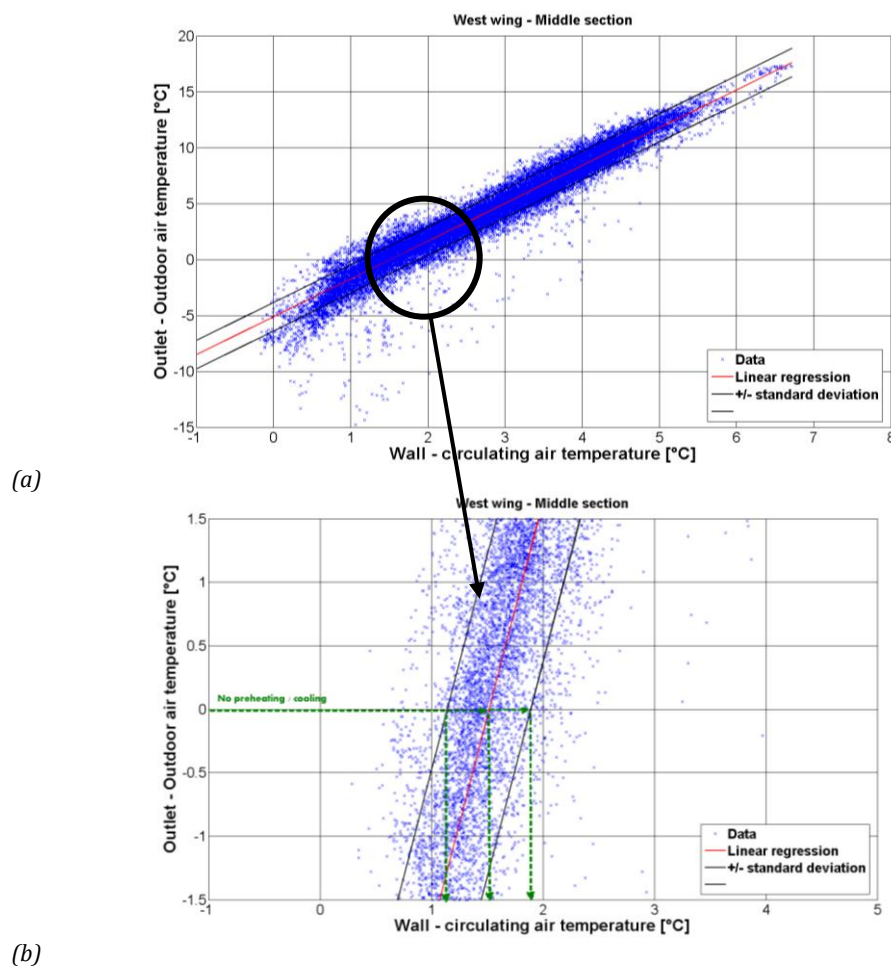 West wing - Middle section
Outlet - Outdoor air temperature [°C]
20
15
10
5
0
-5
-10
-15
-1
0
1
2
3
4
5
6
7
8
Wall - circulating air temperature [°C]
Data
Linear regression
+/- standard deviation
(a)
West wing - Middle section
Outlet - Outdoor air temperature [°C]
1.5
1
0.5
0
-0.5
-1
-1.5
No preheating / cooling
-1
0
1
2
3
4
5
Wall - circulating air temperature [°C]
Data
Linear regression
+/- standard deviation
(b)